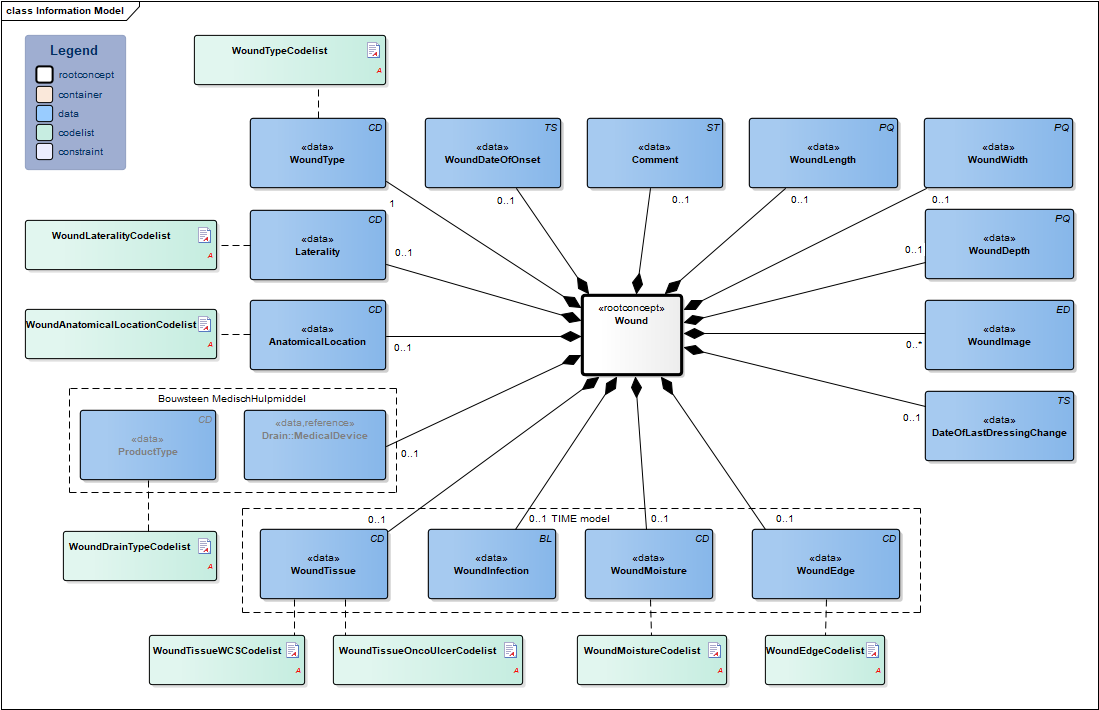 class Information Model
Legend
rootconcept
container
data
codelist
constraint
WoundTypeCodelist
A
CD
«data»
WoundType
1
TS
«data»
WoundDateOfOnset
0..1
ST
«data»
Comment
0..1
PQ
«data»
WoundLength
0..1
PQ
«data»
WoundWidth
0..1
WoundLateralityCodelist
A
CD
«data»
Laterality
0..1
PQ
«data»
WoundDepth
0..1
WoundAnatomicalLocationCodelist
A
CD
«data»
AnatomicalLocation
0..1
«rootconcept»
Wound
ED
«data»
WoundImage
0..*
Bouwsteen MedischHulpmiddel
CD
«data»
ProductType
«data,reference»
Drain::MedicalDevice
0..1
TS
«data»
DateOfLastDressingChange
0..1
WoundDrainTypeCodelist
A
TIME model
0..1
CD
«data»
WoundTissue
0..1
BL
«data»
WoundInfection
0..1
CD
«data»
WoundMoisture
0..1
CD
«data»
WoundEdge
WoundTissueWCSCodelist
A
WoundTissueOncoUlcerCodelist
A
WoundMoistureCodelist
A
WoundEdgeCodelist
A